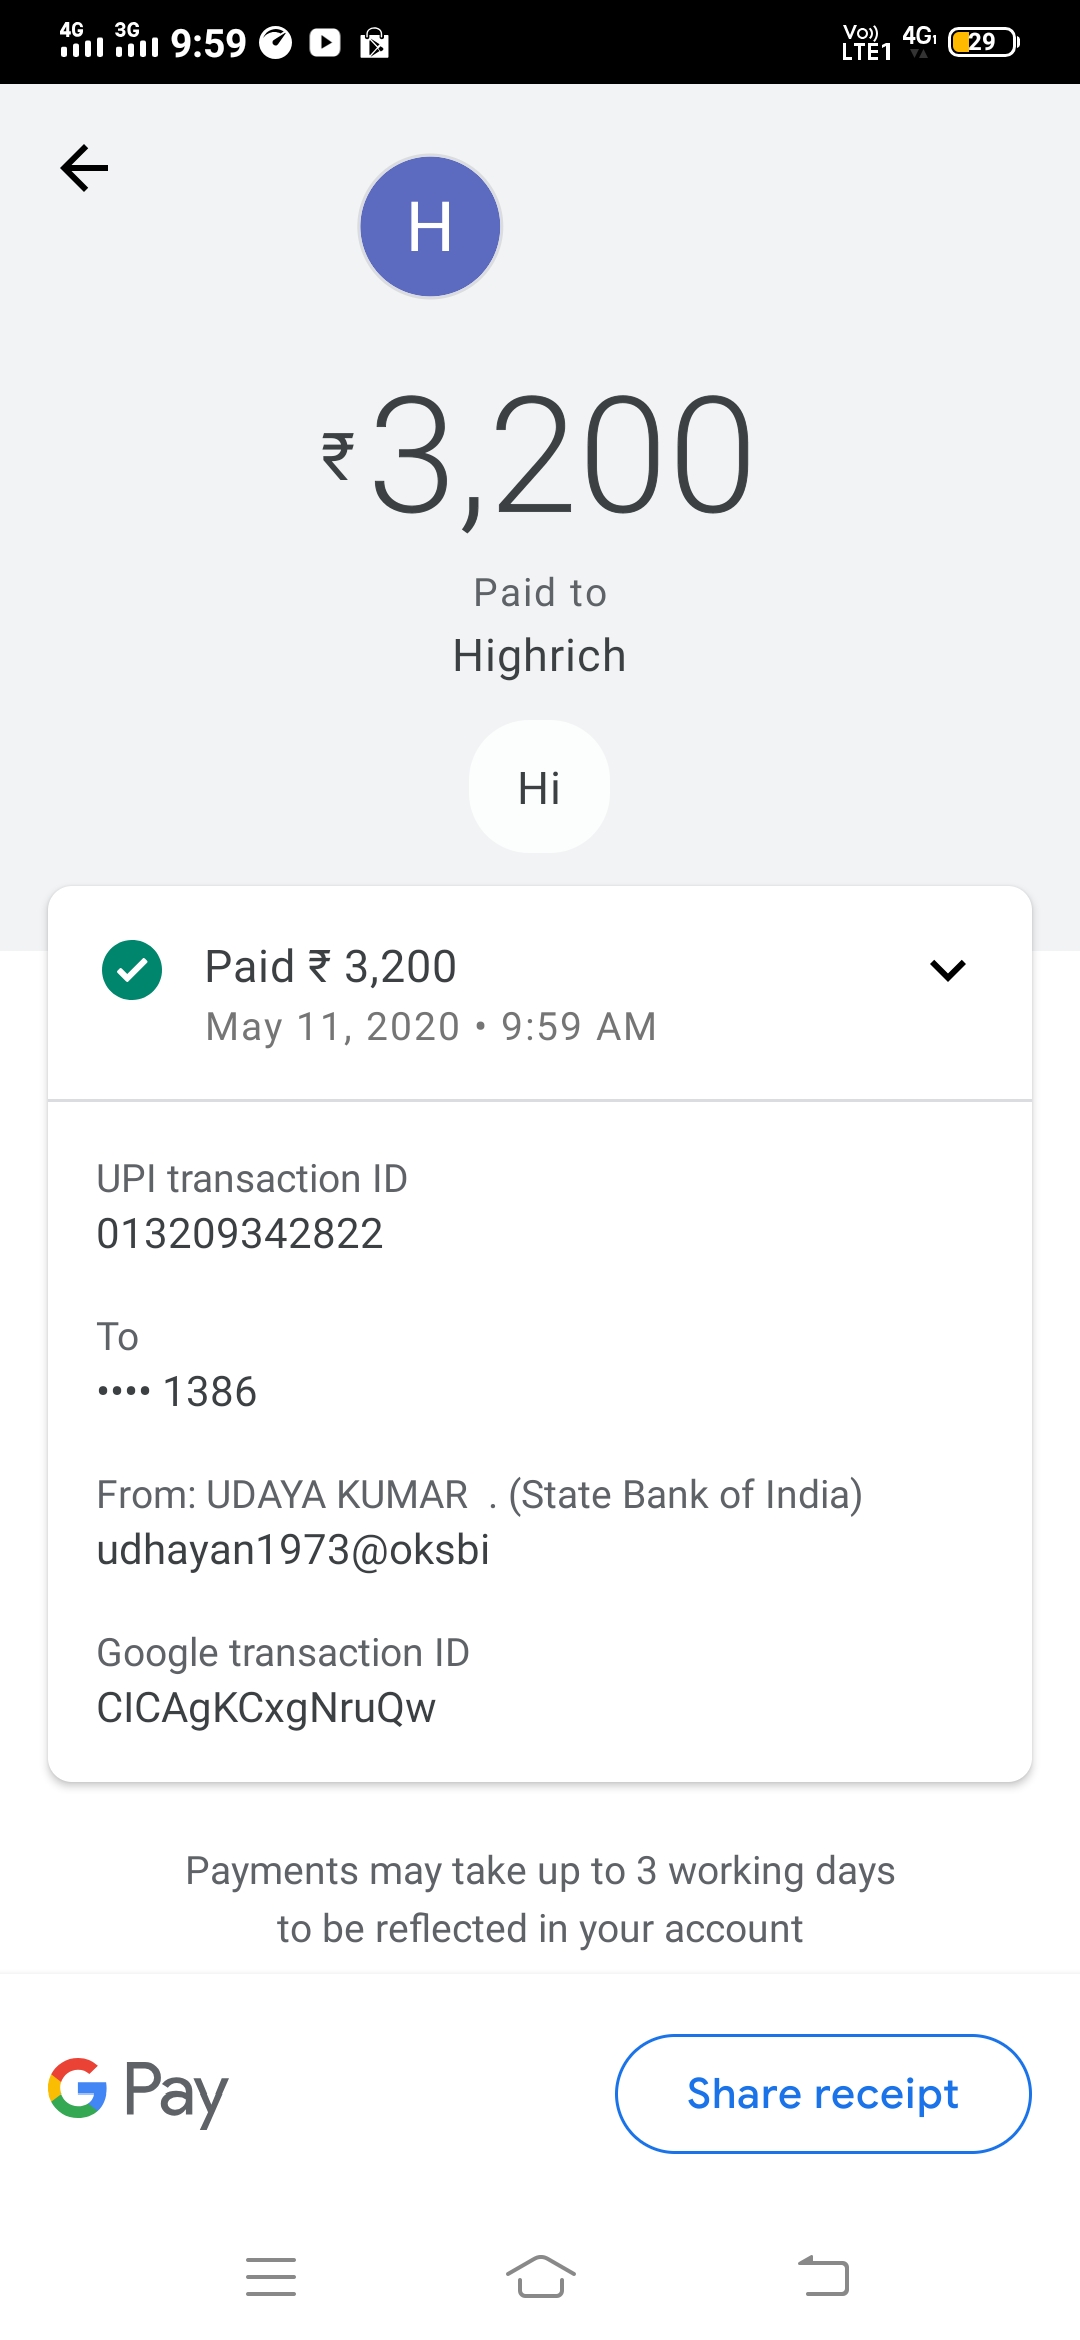 4G 3G 9:59 Vo)) LTE1 4G1 29
H
₹3,200
Paid to
Highrich
Hi
Paid ₹ 3,200
May 11, 2020 • 9:59 AM
UPI transaction ID
013209342822
To
•••• 1386
From: UDAYA KUMAR . (State Bank of India)
udhayan1973@oksbi
Google transaction ID
CICAgKCxgNruQw
Payments may take up to 3 working days
to be reflected in your account
G Pay
Share receipt